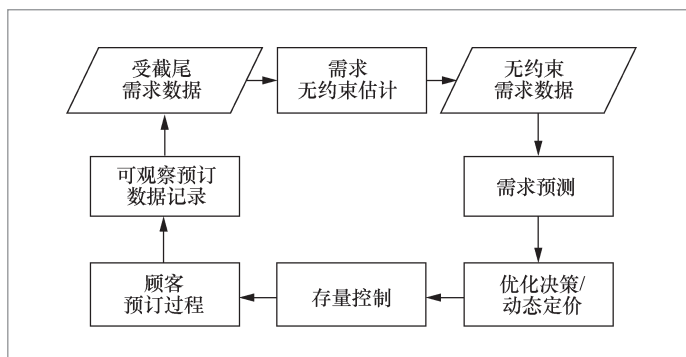 受截尾
需求数据
需求
无约束估计
无约束
需求数据
可观察预订
数据记录
需求预测
顾客
预订过程
存量控制
优化决策/
动态定价